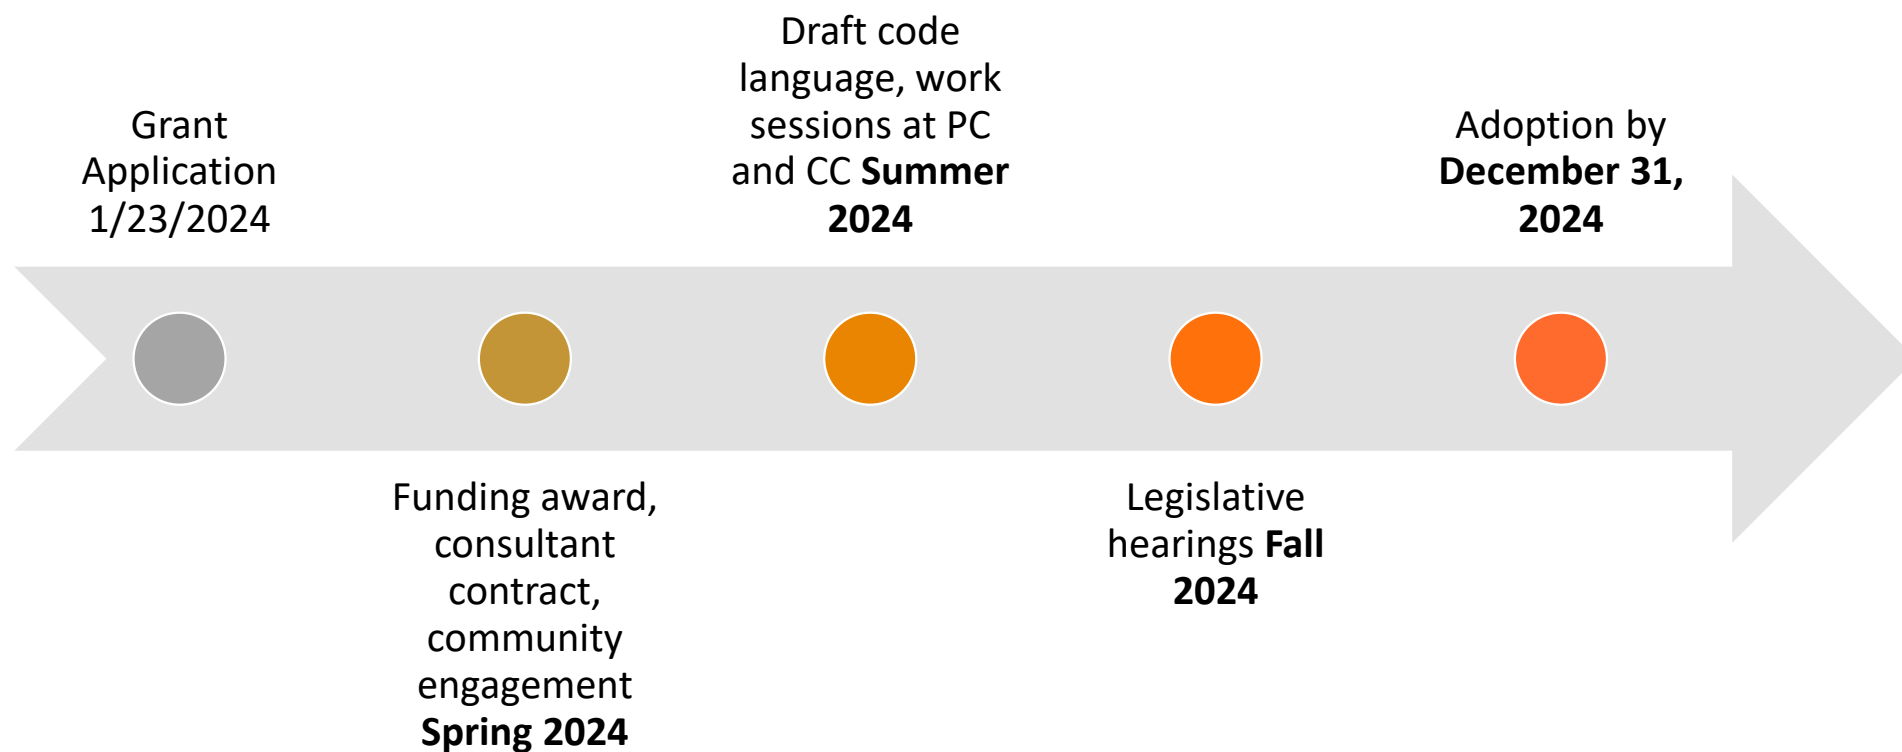 Grant
Application
1/23/2024
Funding award,
consultant
contract,
community
engagement
Spring 2024
Draft code
language, work
sessions at PC
and CC Summer
2024
Legislative
hearings Fall
2024
Adoption by
December 31,
2024